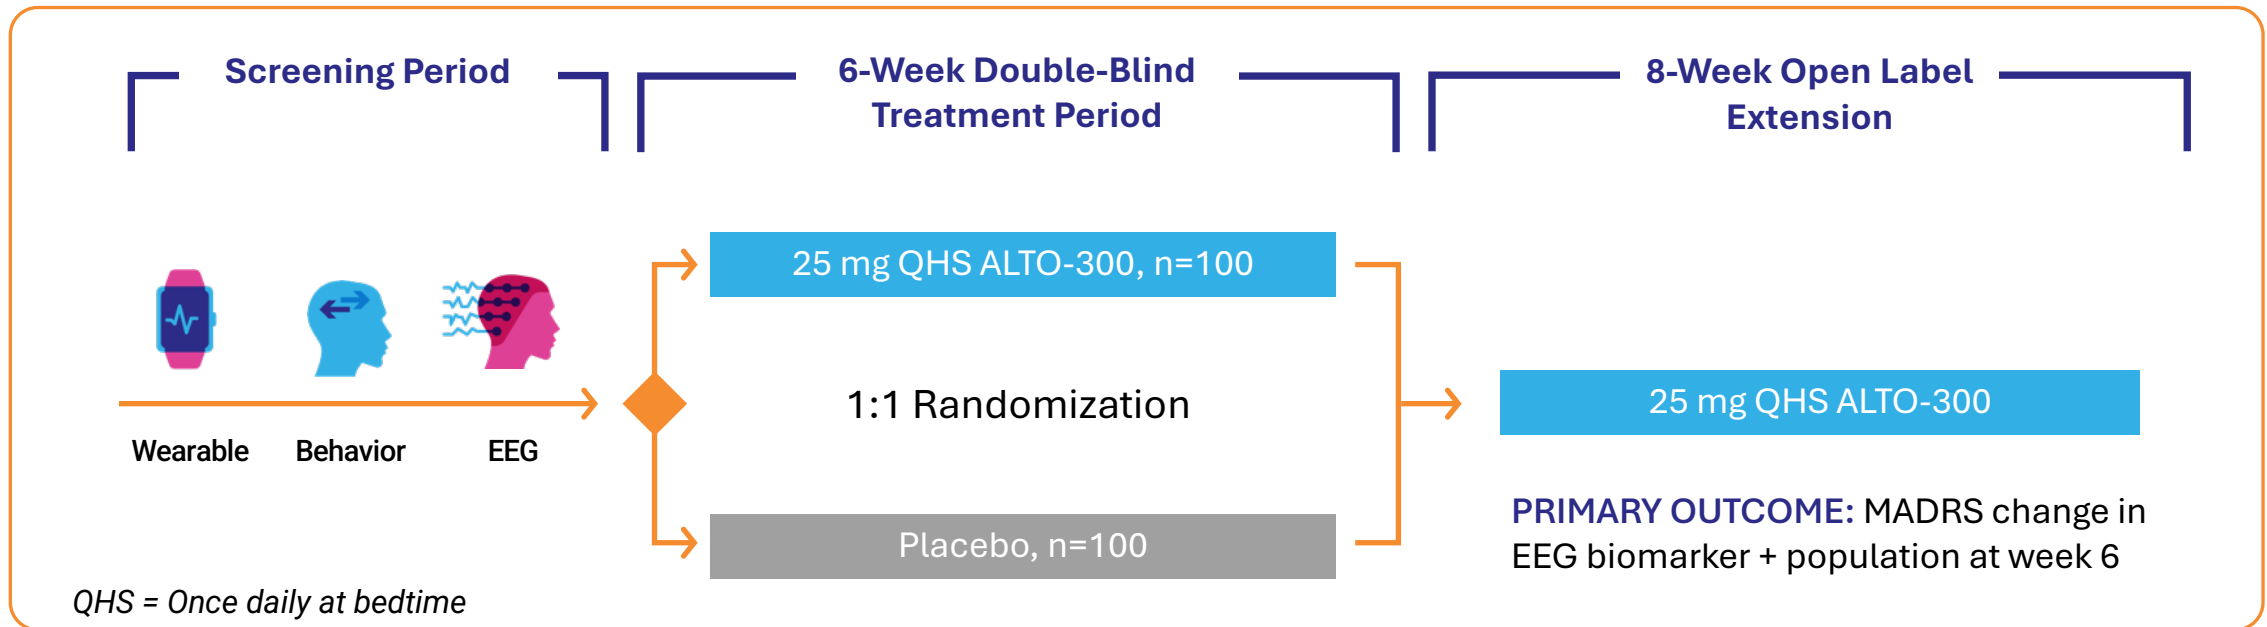 Screening Period
6-Week Double-Blind
Treatment Period
8-Week Open Label
Extension
25 mg QHS ALTO-300, n=100
1:1 Randomization
25 mg QHS ALTO-300
Wearable
Behavior
EEG
PRIMARY OUTCOME: MADRS change in
EEG biomarker + population at week 6
Placebo, n=100
QHS = Once daily at bedtime